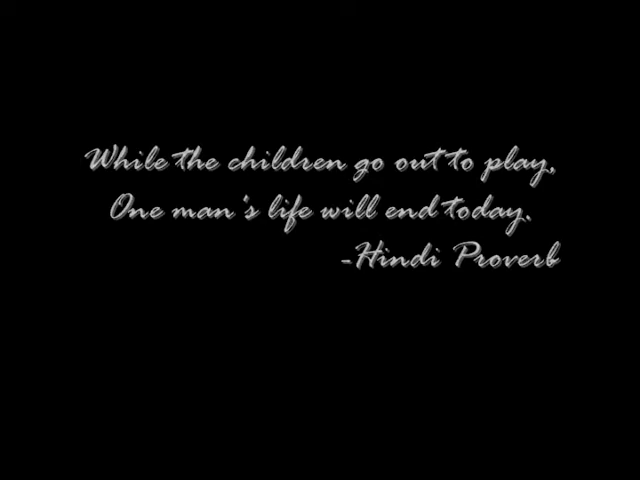 While the children go out to play,
One man's life will end today.
-Hindi Proverb